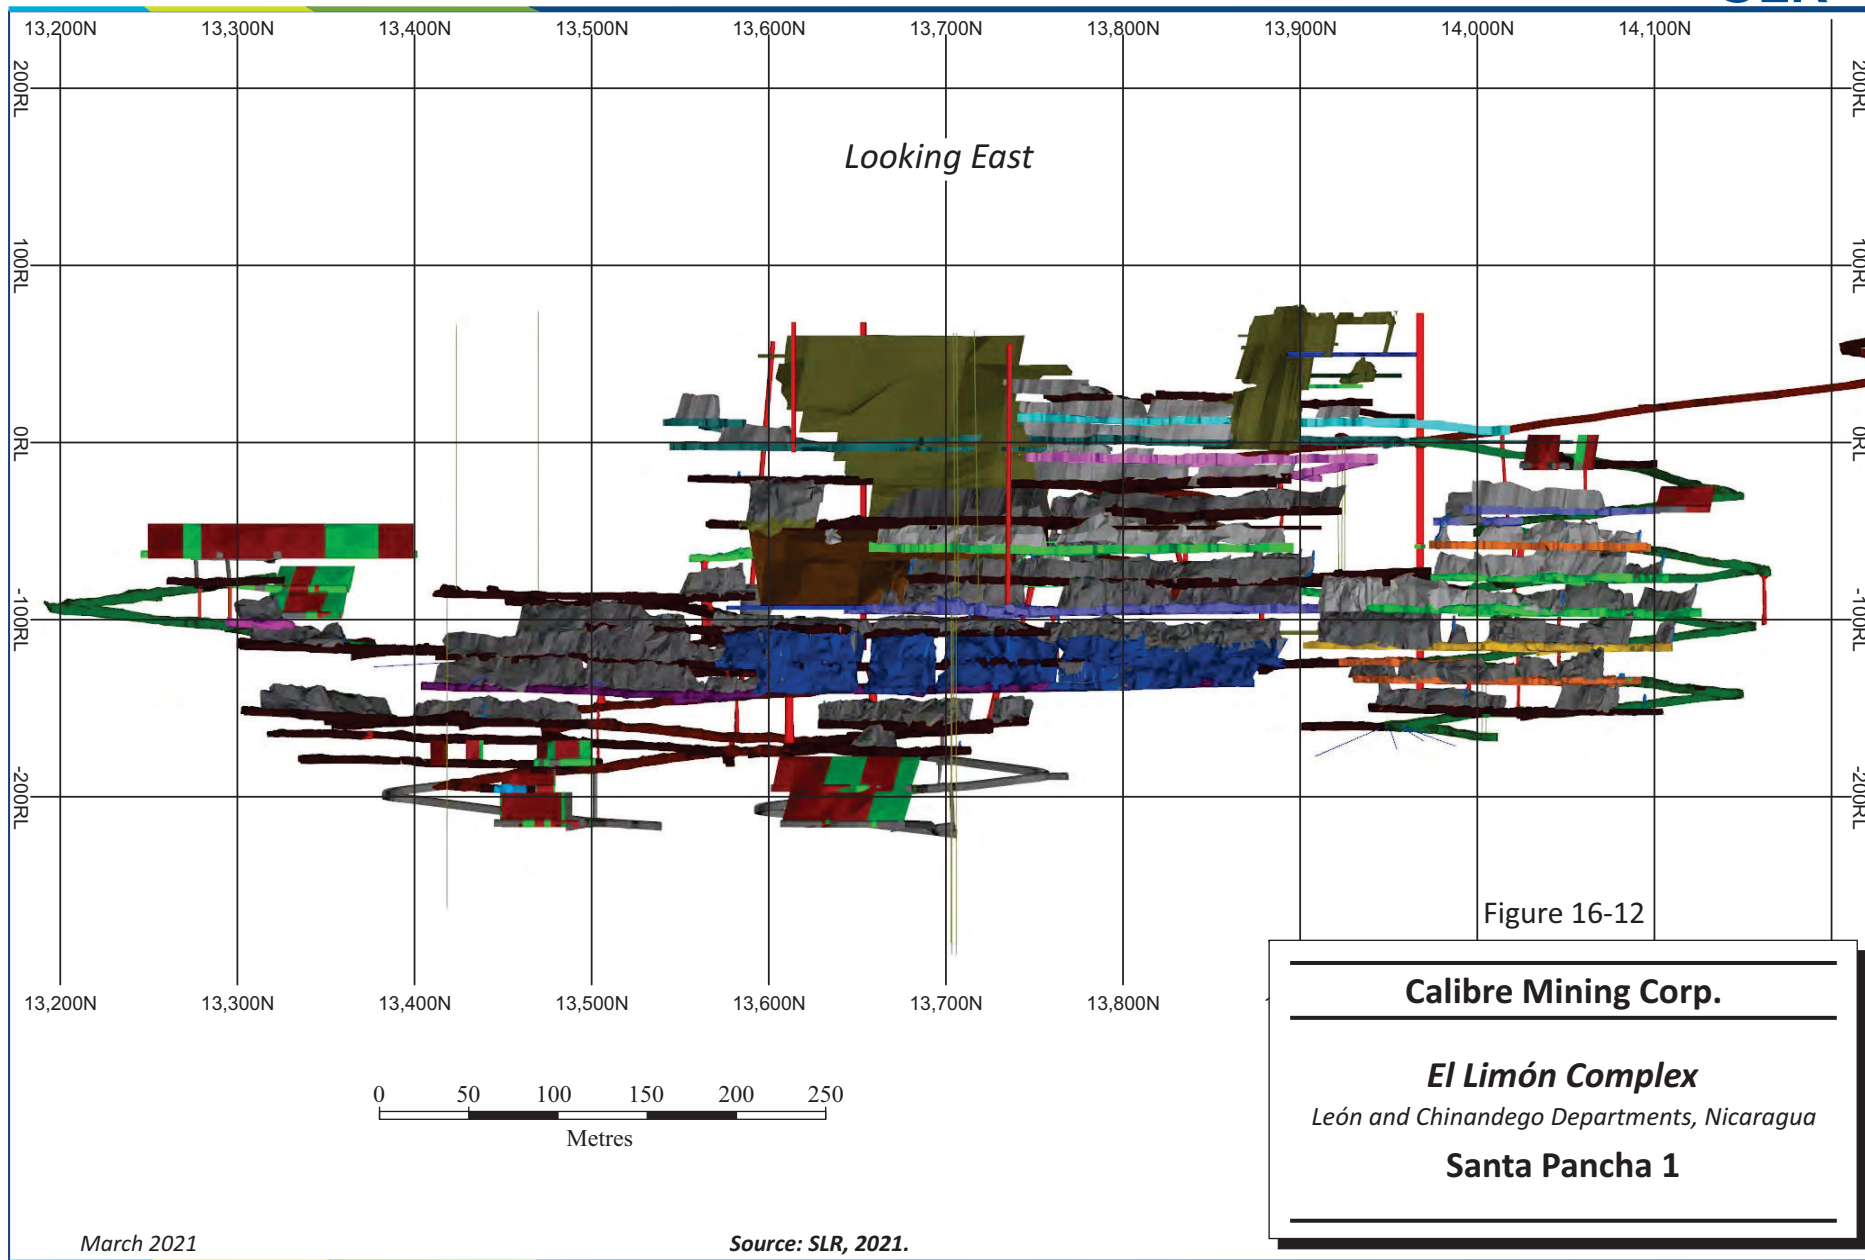 13,200N 13,300N 13,400N 13,500N 13,600N 13,700N 13,800N 13,900N 14,000N 14,100N
200RL 200RL
Looking East
100RL 100RL
0RL 0RL
-100RL -100RL
-200RL -200RL
Figure 16-12
13,200N 13,300N 13,400N 13,500N 13,600N 13,700N 13,800N
Calibre Mining Corp.
El Limón Complex
León and Chinandego Departments, Nicaragua
Santa Pancha 1
0 50 100 150 200 250
Metres
March 2021
Source: SLR, 2021.